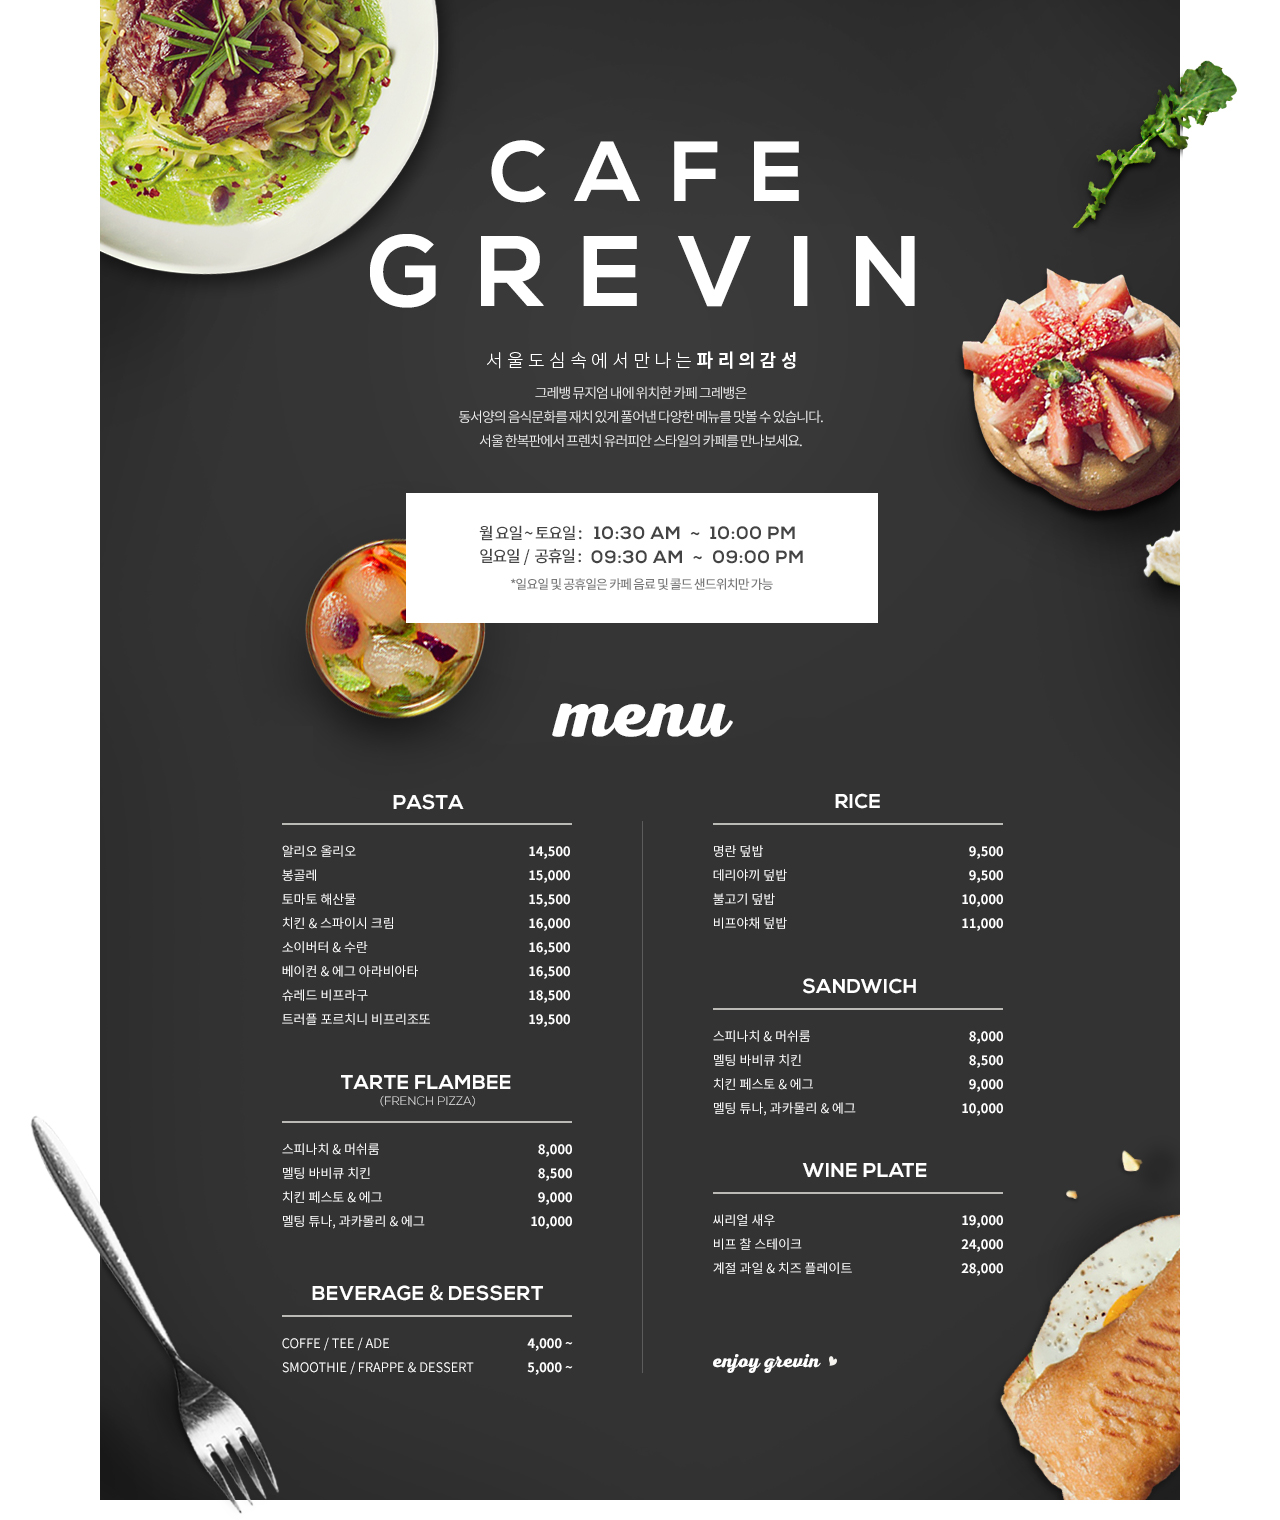 CAFE
GREVIN
서울도심속에서만나는 파리의감성
그레뱅 뮤지엄 내에 위치한 카페 그레뱅은
동서양의 음식문화를 재치 있게 풀어낸 다양한 메뉴를 맛볼 수 있습니다.
서울 한복판에서 프렌치 유러피안 스타일의 카페를 만나보세요.
월요일~토요일 : 10:30 AM ~ 10:00 PM
일요일 / 공휴일 : 09:30 AM ~ 09:00 PM
*일요일 및 공휴일은 카페 음료 및 콜드 샌드위치만 가능
menu
PASTA
알리오 올리오 14,500
봉골레 15,000
토마토 해산물 15,500
치킨 & 스파이시 크림 16,000
소이버터 & 수란 16,500
베이컨 & 에그 아라비아타 16,500
슈레드 비프라구 18,500
트러플 포르치니 비프리조또 19,500
TARTE FLAMBEE
(FRENCH PIZZA)
스피나치 & 머쉬룸 8,000
멜팅 바비큐 치킨 8,500
치킨 페스토 & 에그 9,000
멜팅 튜나, 과카몰리 & 에그 10,000
BEVERAGE & DESSERT
COFFE / TEE / ADE 4,000 ~
SMOOTHIE / FRAPPE & DESSERT 5,000 ~
RICE
명란 덮밥 9,500
데리야끼 덮밥 9,500
불고기 덮밥 10,000
비프야채 덮밥 11,000
SANDWICH
스피나치 & 머쉬룸 8,000
멜팅 바비큐 치킨 8,500
치킨 페스토 & 에그 9,000
멜팅 튜나, 과카몰리 & 에그 10,000
WINE PLATE
씨리얼 새우 19,000
비프 찰 스테이크 24,000
계절 과일 & 치즈 플레이트 28,000
enjoy grevin